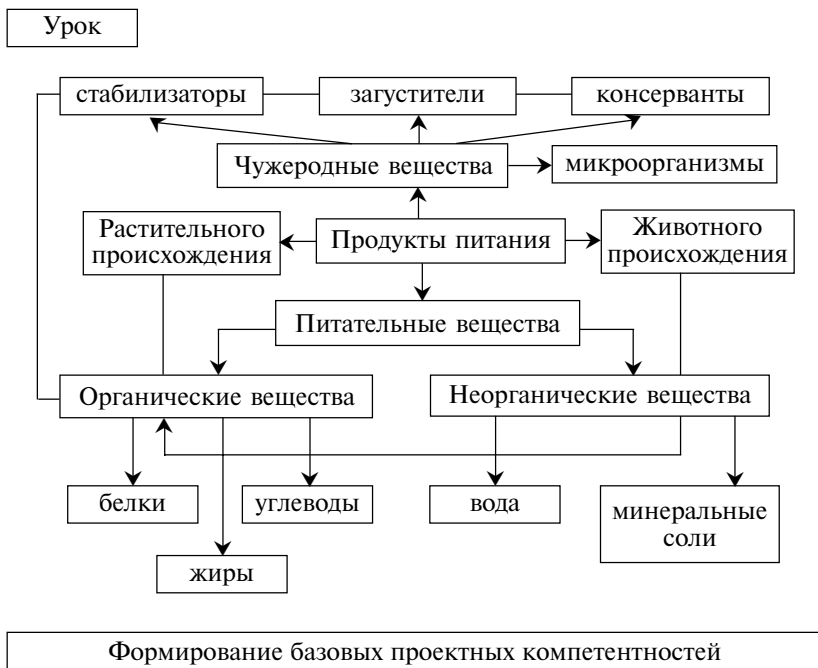 Урок
стабилизаторы
загустители
консерванты
Чужеродные вещества
микроорганизмы
Растительного
происхождения
Продукты питания
Животного
происхождения
Питательные вещества
Органические вещества
Неорганические вещества
белки
углеводы
вода
минеральные
соли
жиры
Формирование базовых проектных компетентностей